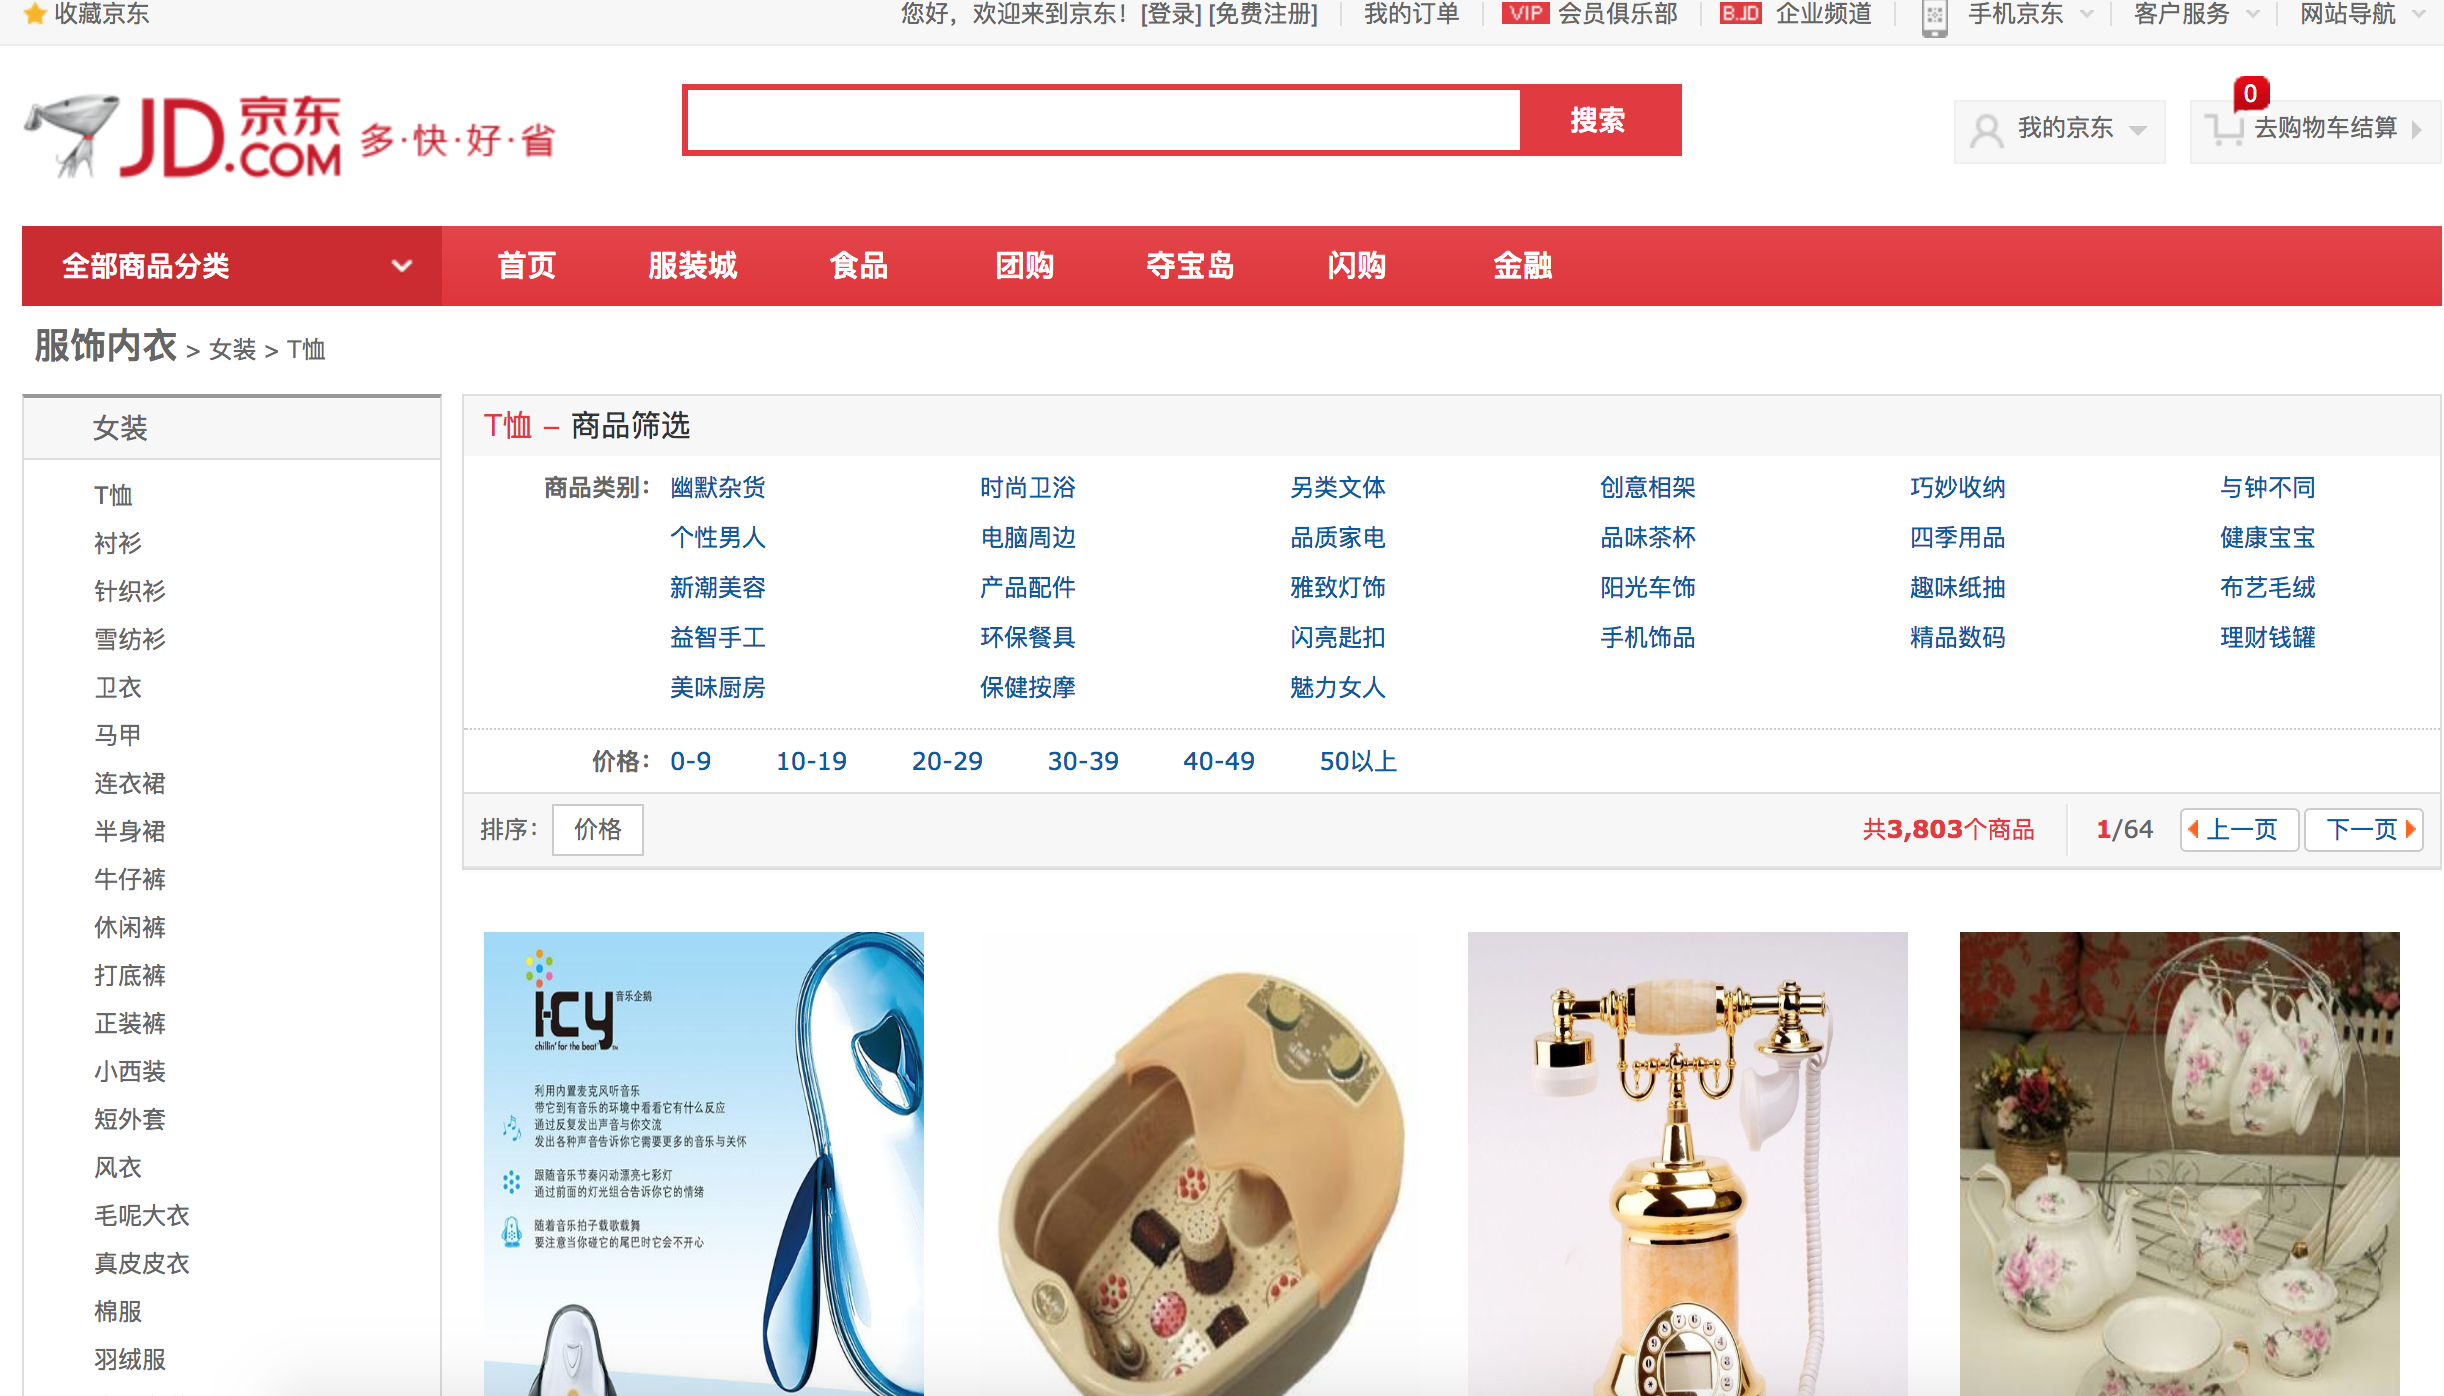 收藏京东
您好，欢迎来到京东！[登录] [免费注册] 我的订单 VIP 会员俱乐部 B.JD 企业频道 手机京东 客户服务 网站导航
JD.COM 京东 多·快·好·省
搜索
我的京东
0
去购物车结算
全部商品分类 首页 服装城 食品 团购 夺宝岛 闪购 金融
服饰内衣 > 女装 > T恤
女装
T恤
衬衫
针织衫
雪纺衫
卫衣
马甲
连衣裙
半身裙
牛仔裤
休闲裤
打底裤
正装裤
小西装
短外套
风衣
毛呢大衣
真皮皮衣
棉服
羽绒服
T恤 – 商品筛选
商品类别： 幽默杂货 时尚卫浴 另类文体 创意相架 巧妙收纳 与钟不同
个性男人 电脑周边 品质家电 品味茶杯 四季用品 健康宝宝
新潮美容 产品配件 雅致灯饰 阳光车饰 趣味纸抽 布艺毛绒
益智手工 环保餐具 闪亮匙扣 手机饰品 精品数码 理财钱罐
美味厨房 保健按摩 魅力女人
价格： 0-9 10-19 20-29 30-39 40-49 50以上
排序： 价格 共3,803个商品 1/64 上一页 下一页
i-cy 音乐企鹅
chillin' for the beat
利用内置麦克风听音乐
带它到有音乐的环境中看看它有什么反应
通过反复发出声音与你交流
发出各种声音告诉你它需要更多的音乐与关怀
跟随音乐节奏闪动漂亮七彩灯
通过前面的灯光组合告诉你它的情绪
随着音乐拍子载歌载舞
要注意当你碰它的尾巴时它会不开心